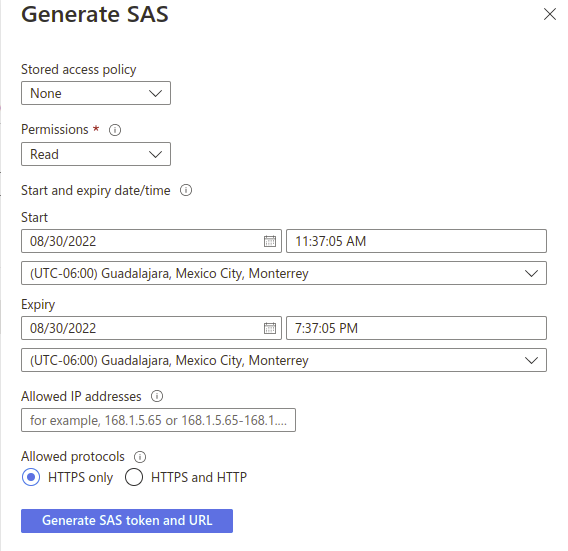 Generate SAS
Stored access policy
None
Permissions *
Read
Start and expiry date/time
Start
08/30/2022 11:37:05 AM
(UTC-06:00) Guadalajara, Mexico City, Monterrey
Expiry
08/30/2022 7:37:05 PM
(UTC-06:00) Guadalajara, Mexico City, Monterrey
Allowed IP addresses
for example, 168.1.5.65 or 168.1.5.65-168.1....
Allowed protocols
HTTPS only HTTPS and HTTP
Generate SAS token and URL